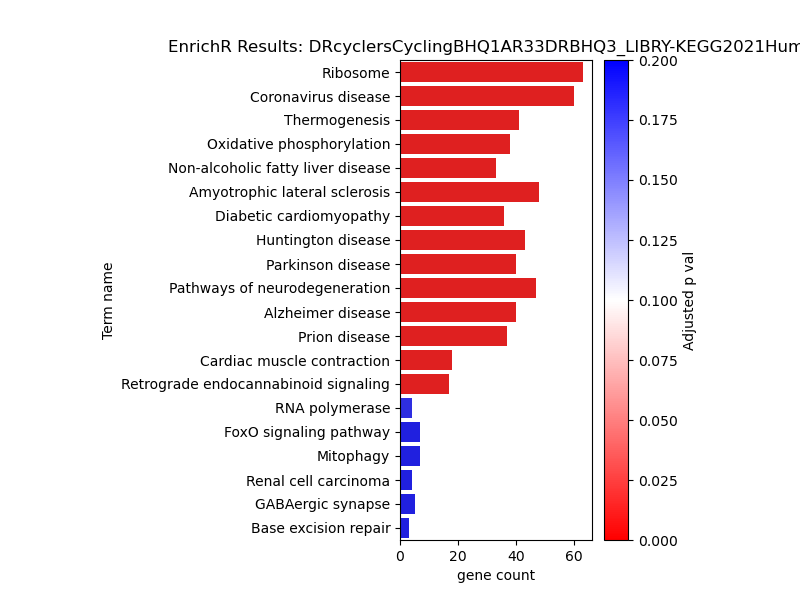 EnrichR Results: DRcyclersCyclingBHQ1AR33DRBHQ3_LIBRY-KEGG2021Hum
Term name
Ribosome
Coronavirus disease
Thermogenesis
Oxidative phosphorylation
Non-alcoholic fatty liver disease
Amyotrophic lateral sclerosis
Diabetic cardiomyopathy
Huntington disease
Parkinson disease
Pathways of neurodegeneration
Alzheimer disease
Prion disease
Cardiac muscle contraction
Retrograde endocannabinoid signaling
RNA polymerase
FoxO signaling pathway
Mitophagy
Renal cell carcinoma
GABAergic synapse
Base excision repair
0 20 40 60
gene count
0.200
0.175
0.150
0.125
0.100
0.075
0.050
0.025
0.000
Adjusted p val